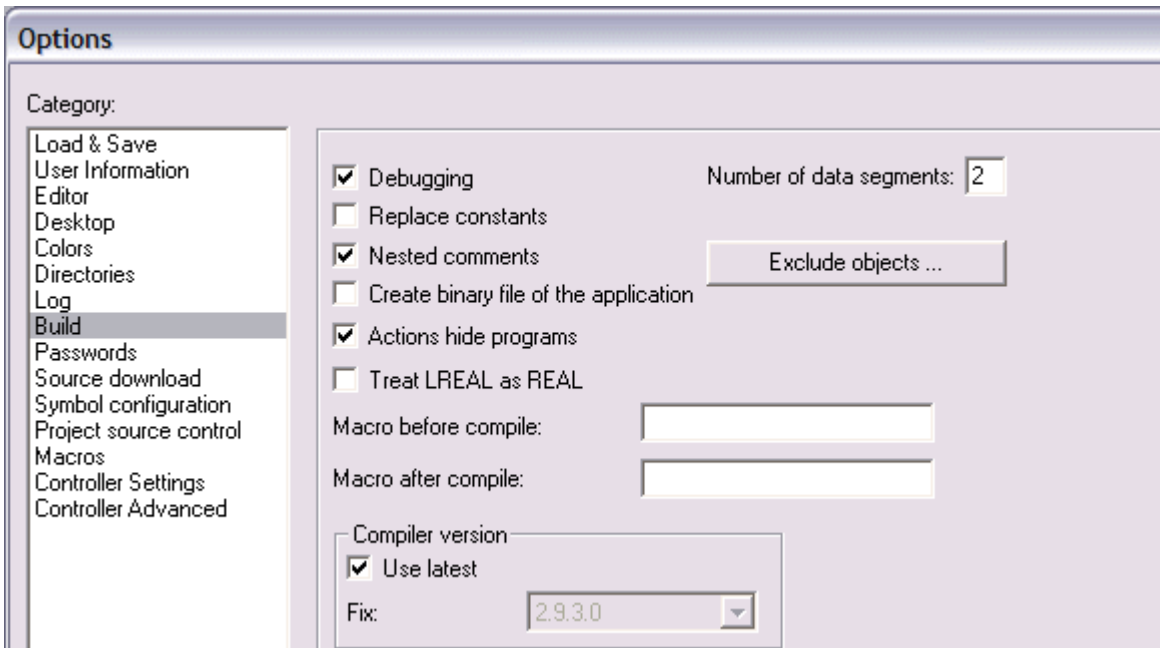 Options
Category:
Load & Save
User Information
Editor
Desktop
Colors
Directories
Log
Build
Passwords
Source download
Symbol configuration
Project source control
Macros
Controller Settings
Controller Advanced
Debugging
Number of data segments: 2
Replace constants
Nested comments
Exclude objects ...
Create binary file of the application
Actions hide programs
Treat LREAL as REAL
Macro before compile:
Macro after compile:
Compiler version
Use latest
Fix: 2.9.3.0